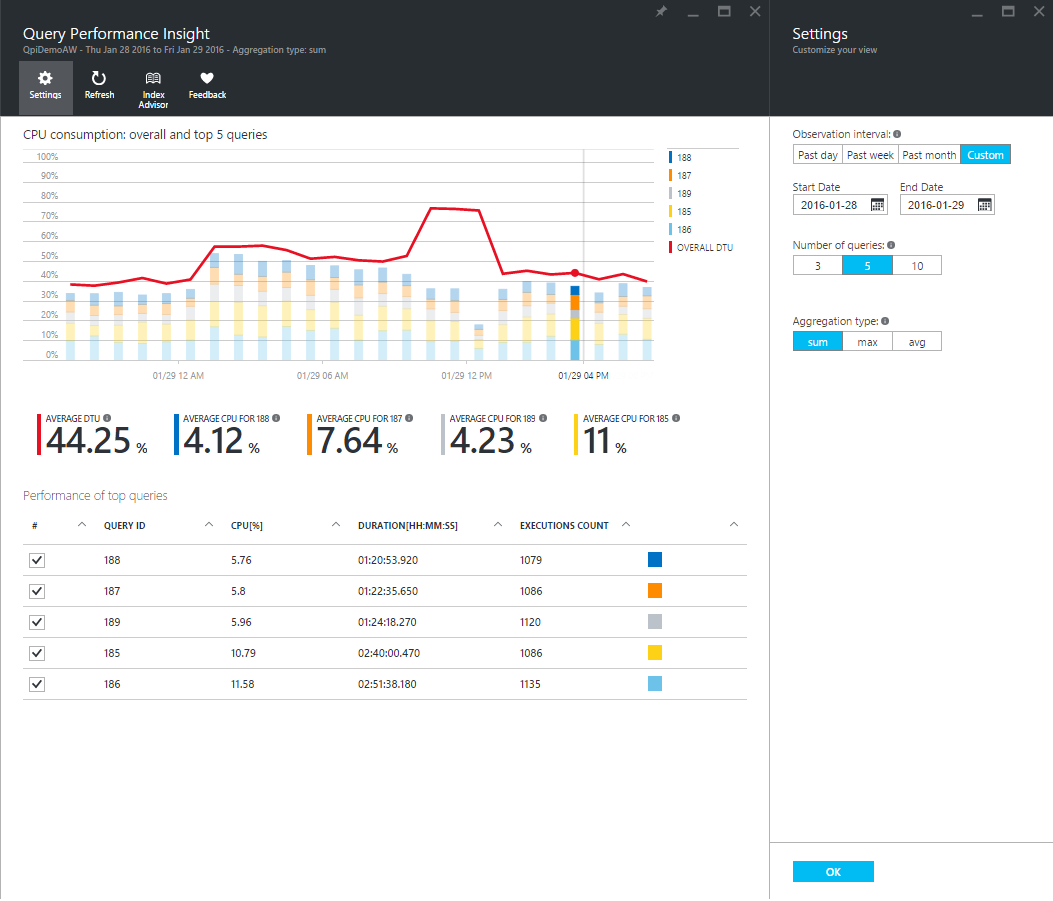 Query Performance Insight
QpiDemoAW - Thu Jan 28 2016 to Fri Jan 29 2016 - Aggregation type: sum
Settings
Refresh
Index Advisor
Feedback
CPU consumption: overall and top 5 queries
100%
90%
80%
70%
60%
50%
40%
30%
20%
10%
0%
01/29 12 AM
01/29 06 AM
01/29 12 PM
01/29 04 PM
188
187
189
185
186
OVERALL DTU
AVERAGE DTU
44.25 %
AVERAGE CPU FOR 188
4.12 %
AVERAGE CPU FOR 187
7.64 %
AVERAGE CPU FOR 189
4.23 %
AVERAGE CPU FOR 185
11 %
Performance of top queries
# QUERY ID CPU[%] DURATION[HH:MM:SS] EXECUTIONS COUNT
188 5.76 01:20:53.920 1079
187 5.8 01:22:35.650 1086
189 5.96 01:24:18.270 1120
185 10.79 02:40:00.470 1086
186 11.58 02:51:38.180 1135
Settings
Customize your view
Observation interval:
Past day Past week Past month Custom
Start Date End Date
2016-01-28 2016-01-29
Number of queries:
3 5 10
Aggregation type:
sum max avg
OK